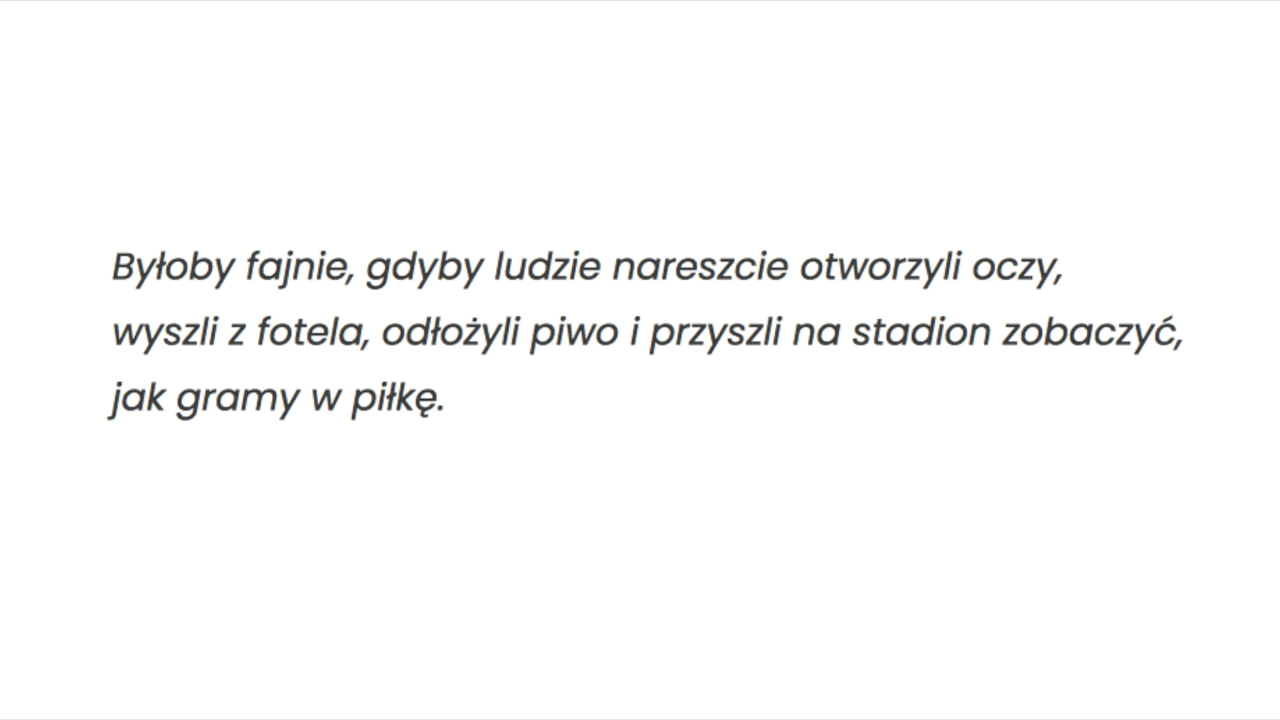 Byłoby fajnie, gdyby ludzie nareszcie otworzyli oczy,
wyszli z fotela, odłożyli piwo i przyszli na stadion zobaczyć,
jak gramy w piłkę.